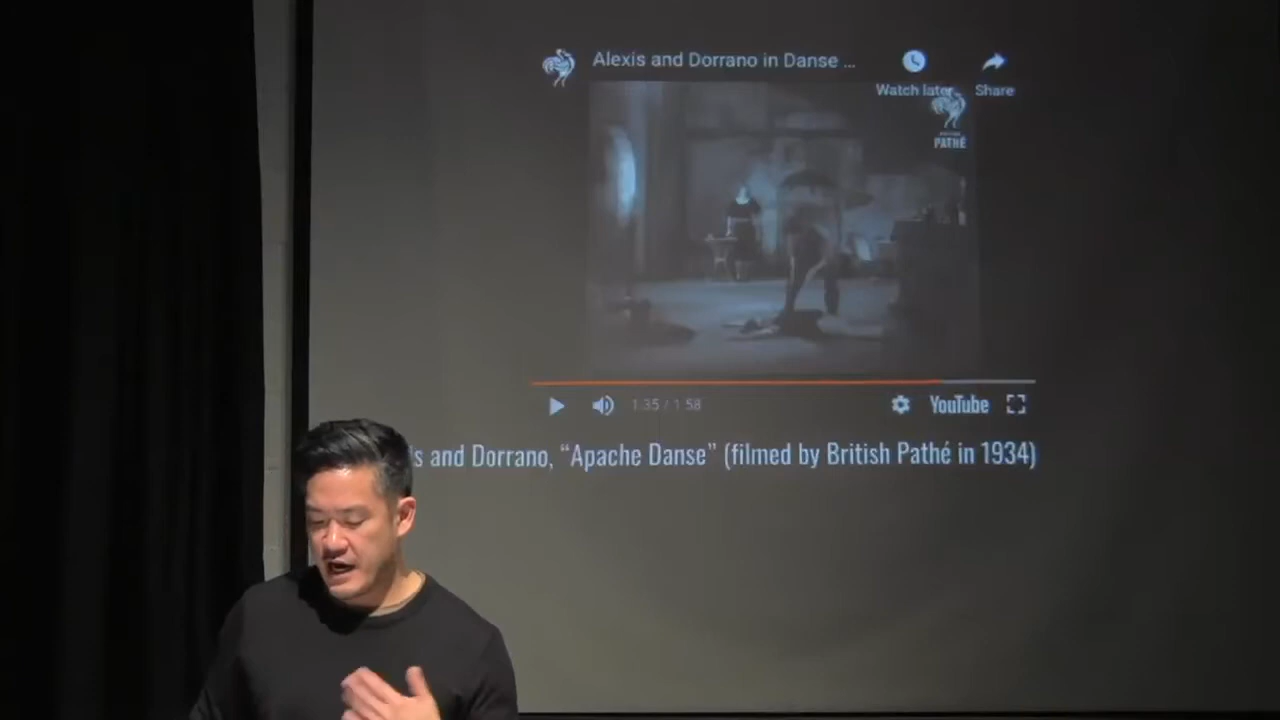 Alexis and Dorrano in Danse ...
Watch later
Share
PATHÉ
1:35 / 1:58
YouTube
s and Dorrano, “Apache Danse” (filmed by British Pathé in 1934)